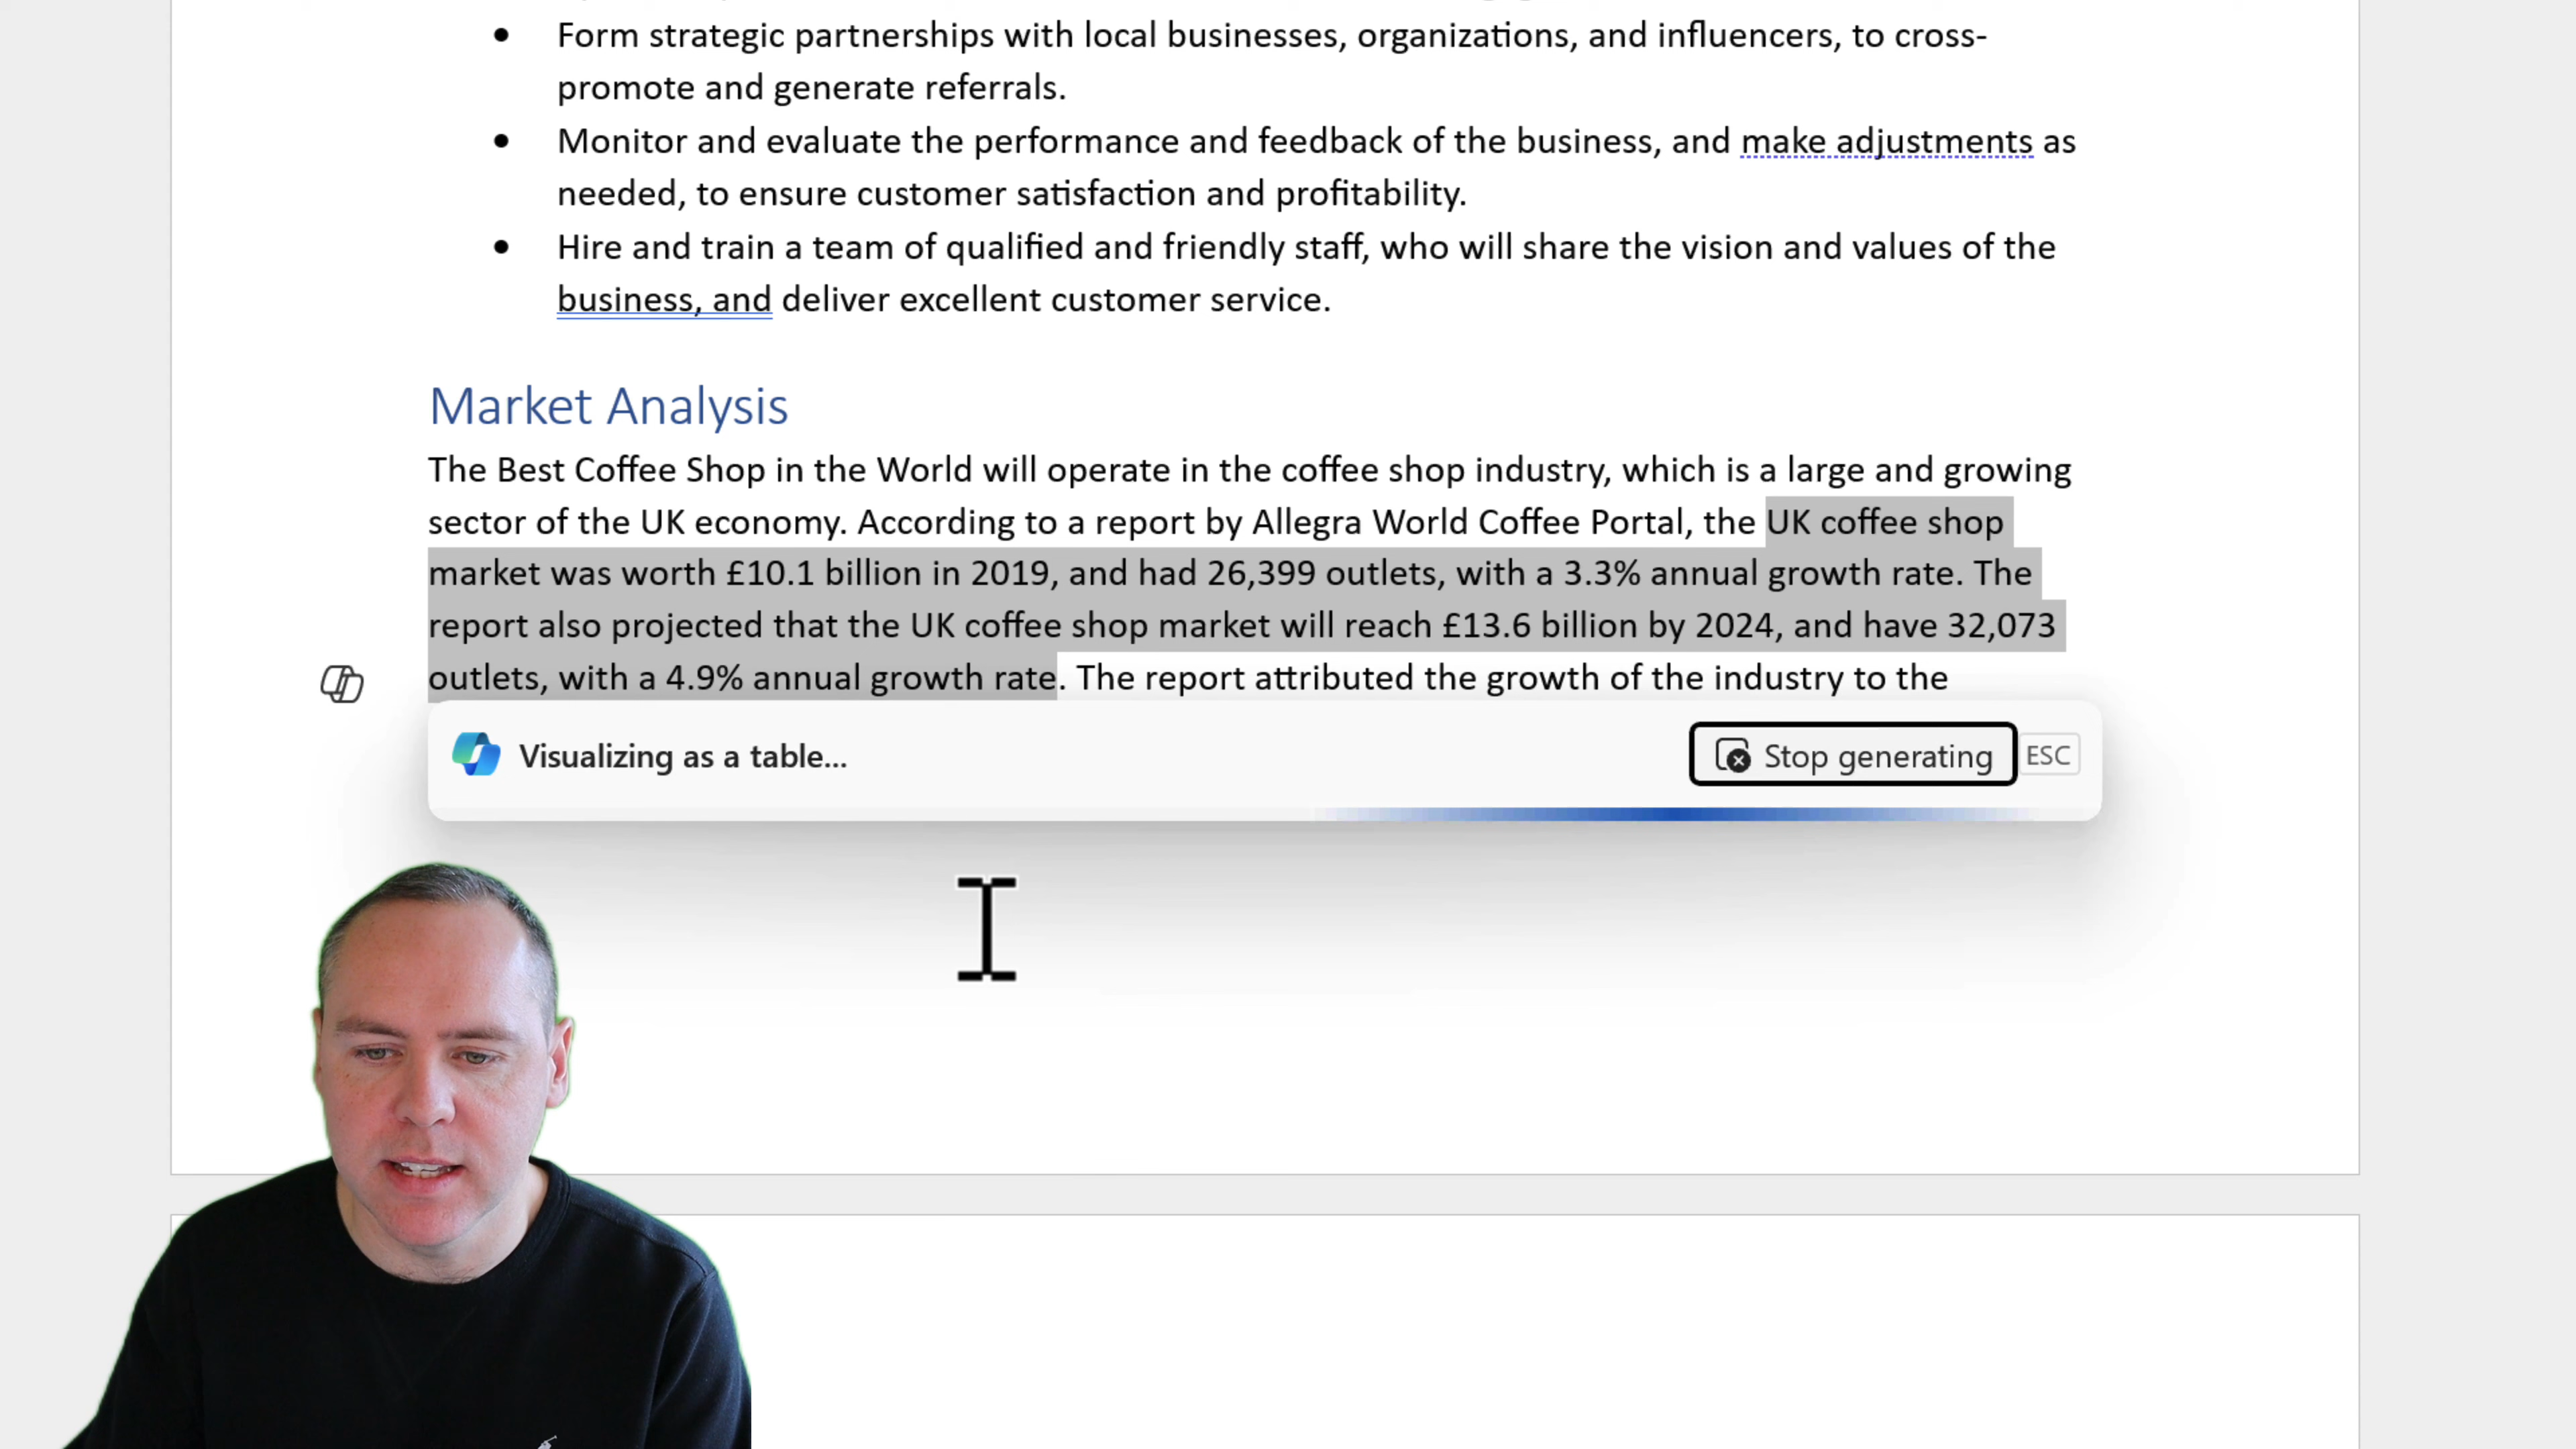 Form strategic partnerships with local businesses, organizations, and influencers, to cross-
promote and generate referrals.
Monitor and evaluate the performance and feedback of the business, and make adjustments as
needed, to ensure customer satisfaction and profitability.
Hire and train a team of qualified and friendly staff, who will share the vision and values of the
business, and deliver excellent customer service.
Market Analysis
The Best Coffee Shop in the World will operate in the coffee shop industry, which is a large and growing
sector of the UK economy. According to a report by Allegra World Coffee Portal, the UK coffee shop
market was worth £10.1 billion in 2019, and had 26,399 outlets, with a 3.3% annual growth rate. The
report also projected that the UK coffee shop market will reach £13.6 billion by 2024, and have 32,073
outlets, with a 4.9% annual growth rate. The report attributed the growth of the industry to the
Visualizing as a table...
Stop generating
ESC